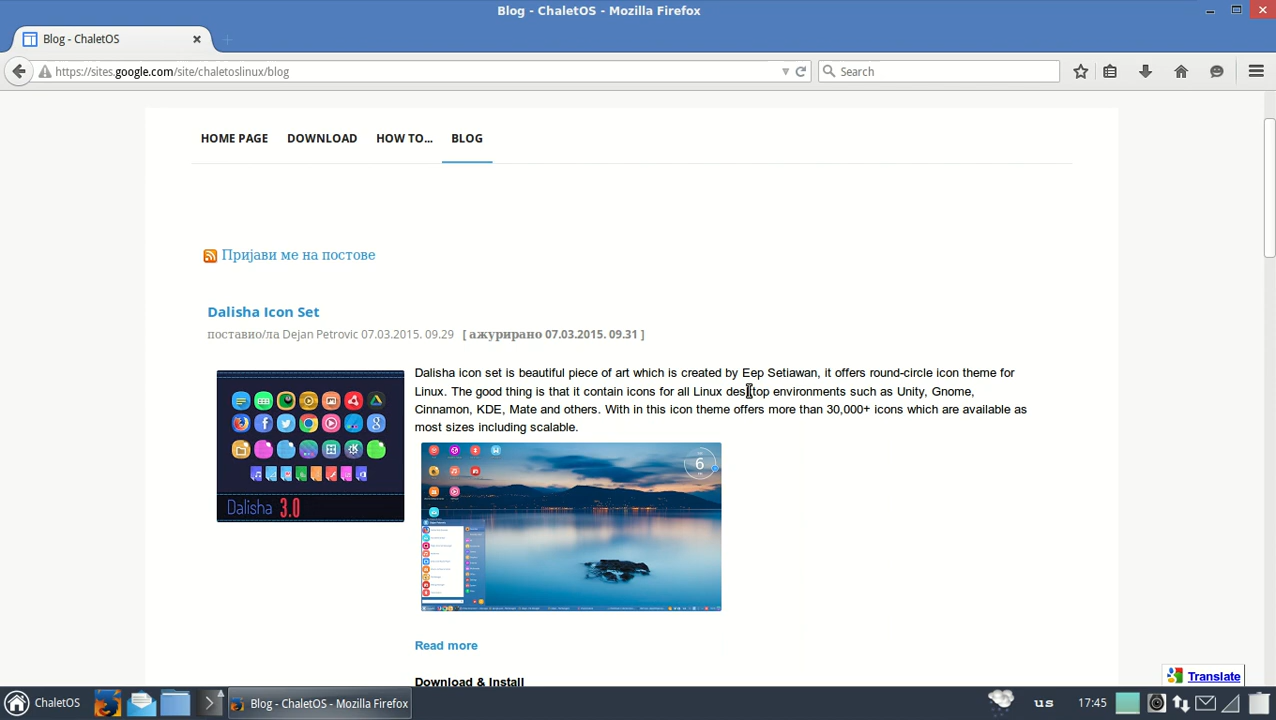 Blog - ChaletOS - Mozilla Firefox
Blog - ChaletOS
https://sites.google.com/site/chaletoslinux/blog
Search
HOME PAGE DOWNLOAD HOW TO... BLOG
Пријави ме на постове
Dalisha Icon Set
поставио/ла Dejan Petrovic 07.03.2015. 09.29 [ ажурирано 07.03.2015. 09.31 ]
Dalisha icon set is beautiful piece of art which is created by Eep Setiawan, it offers round-circle icon theme for
Linux. The good thing is that it contain icons for all Linux desktop environments such as Unity, Gnome,
Cinnamon, KDE, Mate and others. With in this icon theme offers more than 30,000+ icons which are available as
most sizes including scalable.
Dalisha 3.0
6
Read more
Download & Install
Translate
ChaletOS
Blog - ChaletOS - Mozilla Firefox
us
17:45